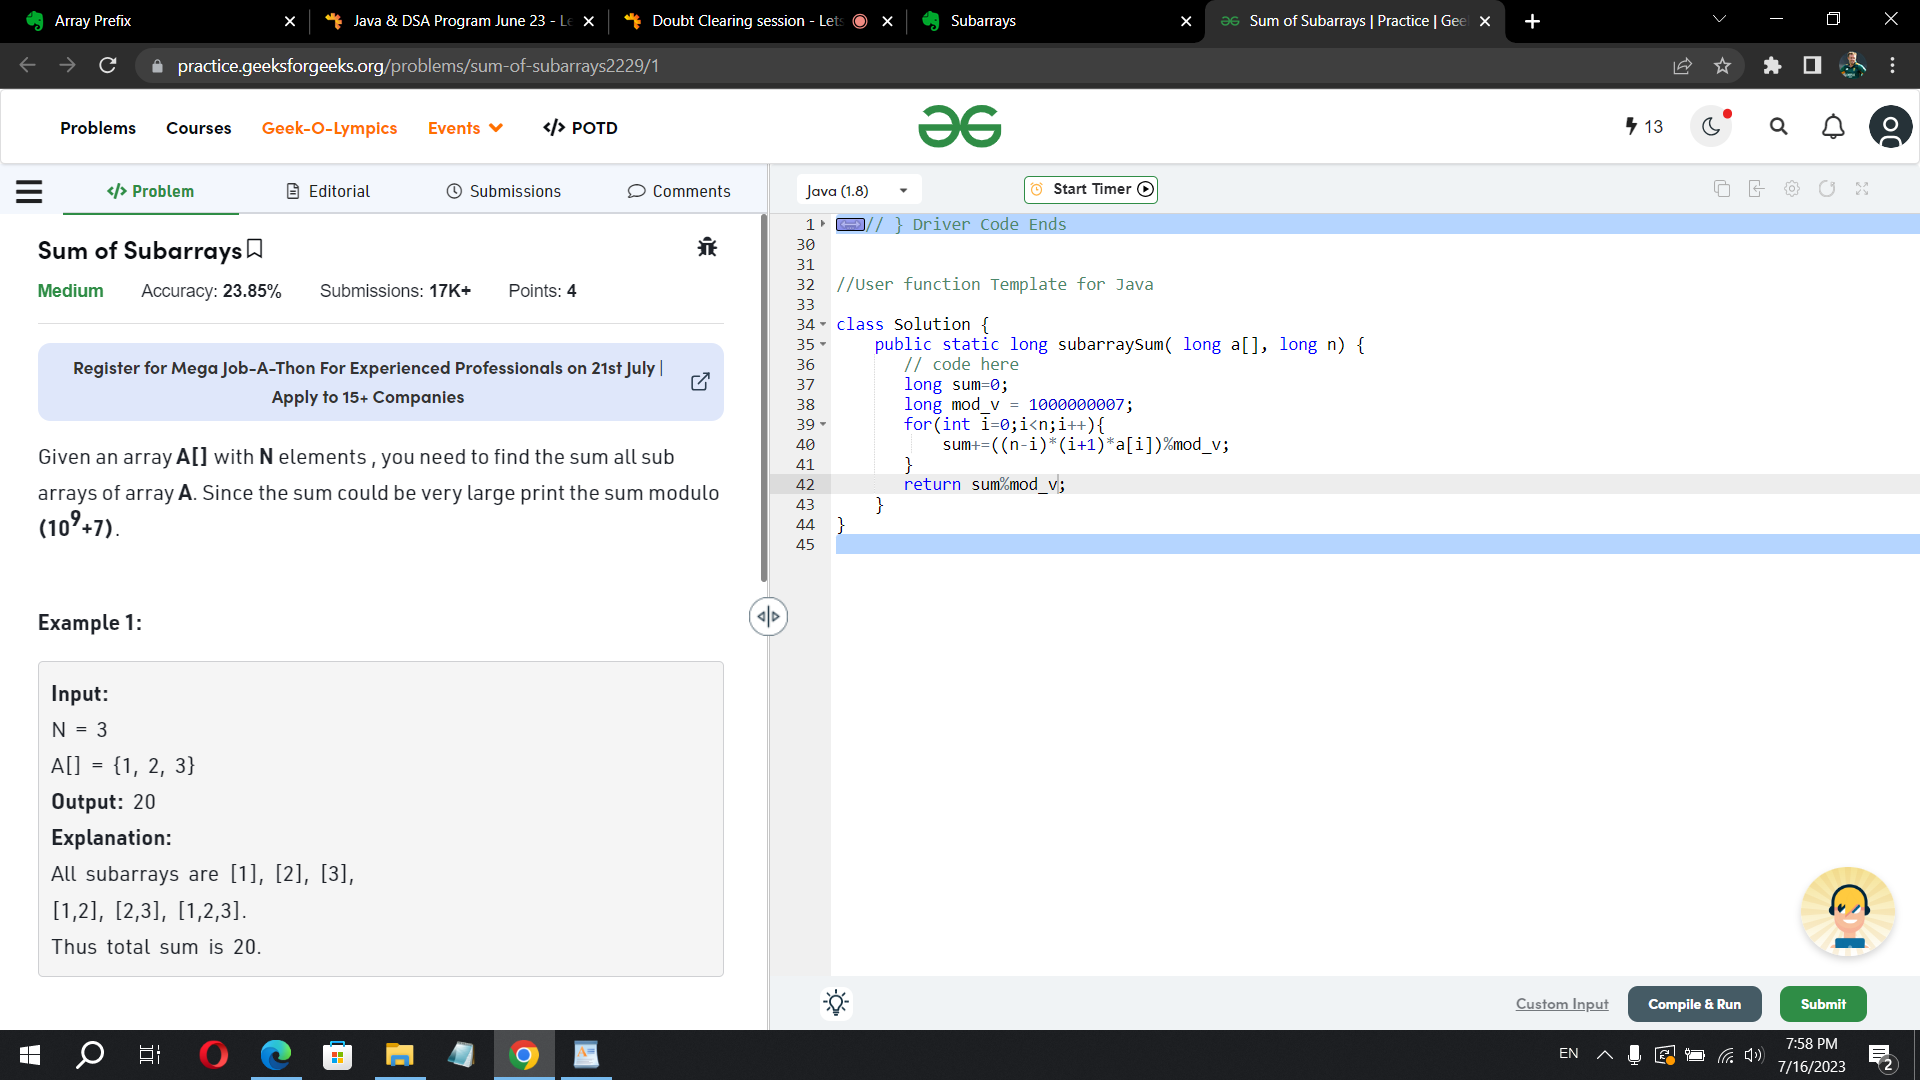 Array Prefix
Java & DSA Program June 23 - Le
Doubt Clearing session - Lets
Subarrays
Sum of Subarrays | Practice | Gee
practice.geeksforgeeks.org/problems/sum-of-subarrays2229/1
Problems Courses Geek-O-Lympics Events </> POTD
13
</> Problem Editorial Submissions Comments
Java (1.8) Start Timer
Sum of Subarrays
Medium Accuracy: 23.85% Submissions: 17K+ Points: 4
Register for Mega Job-A-Thon For Experienced Professionals on 21st July |
Apply to 15+ Companies
Given an array A[] with N elements , you need to find the sum all sub
arrays of array A. Since the sum could be very large print the sum modulo
(10⁹+7).
Example 1:
Input:
N = 3
A[] = {1, 2, 3}
Output: 20
Explanation:
All subarrays are [1], [2], [3],
[1,2], [2,3], [1,2,3].
Thus total sum is 20.
1 // } Driver Code Ends
30
31
32 //User function Template for Java
33
34 class Solution {
35 public static long subarraySum( long a[], long n) {
36 // code here
37 long sum=0;
38 long mod_v = 1000000007;
39 for(int i=0;i<n;i++){
40 sum+=((n-i)*(i+1)*a[i])%mod_v;
41 }
42 return sum%mod_v;
43 }
44 }
45
Custom Input Compile & Run Submit
EN
7:58 PM
7/16/2023
2